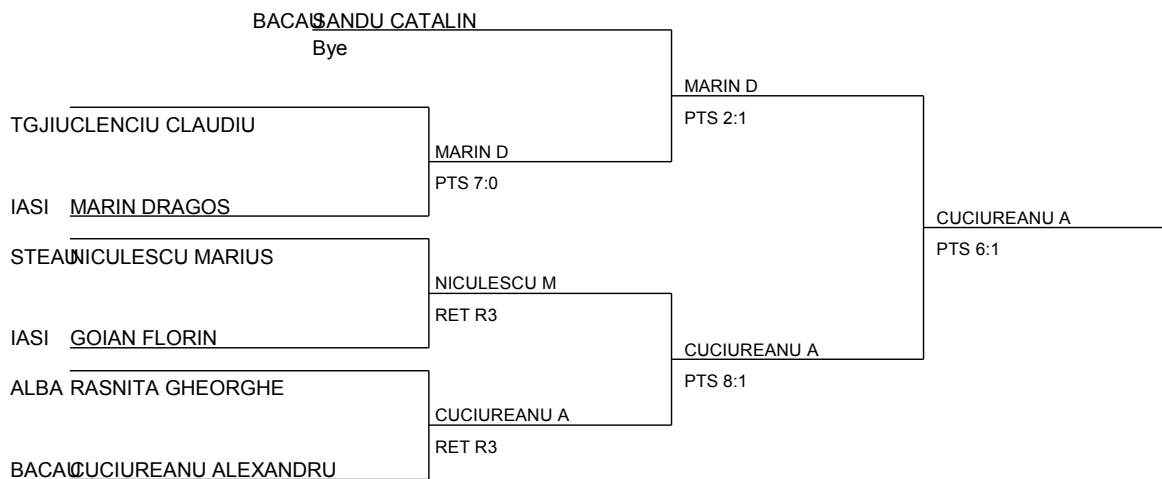 BACAU SANDU CATALIN
Bye
MARIN D
PTS 2:1
TGJIU CLENCIU CLAUDIU
MARIN D
PTS 7:0
IASI MARIN DRAGOS
CUCIUREANU A
PTS 6:1
STEAU NICULESCU MARIUS
NICULESCU M
RET R3
IASI GOIAN FLORIN
CUCIUREANU A
PTS 8:1
ALBA RASNITA GHEORGHE
CUCIUREANU A
RET R3
BACAU CUCIUREANU ALEXANDRU